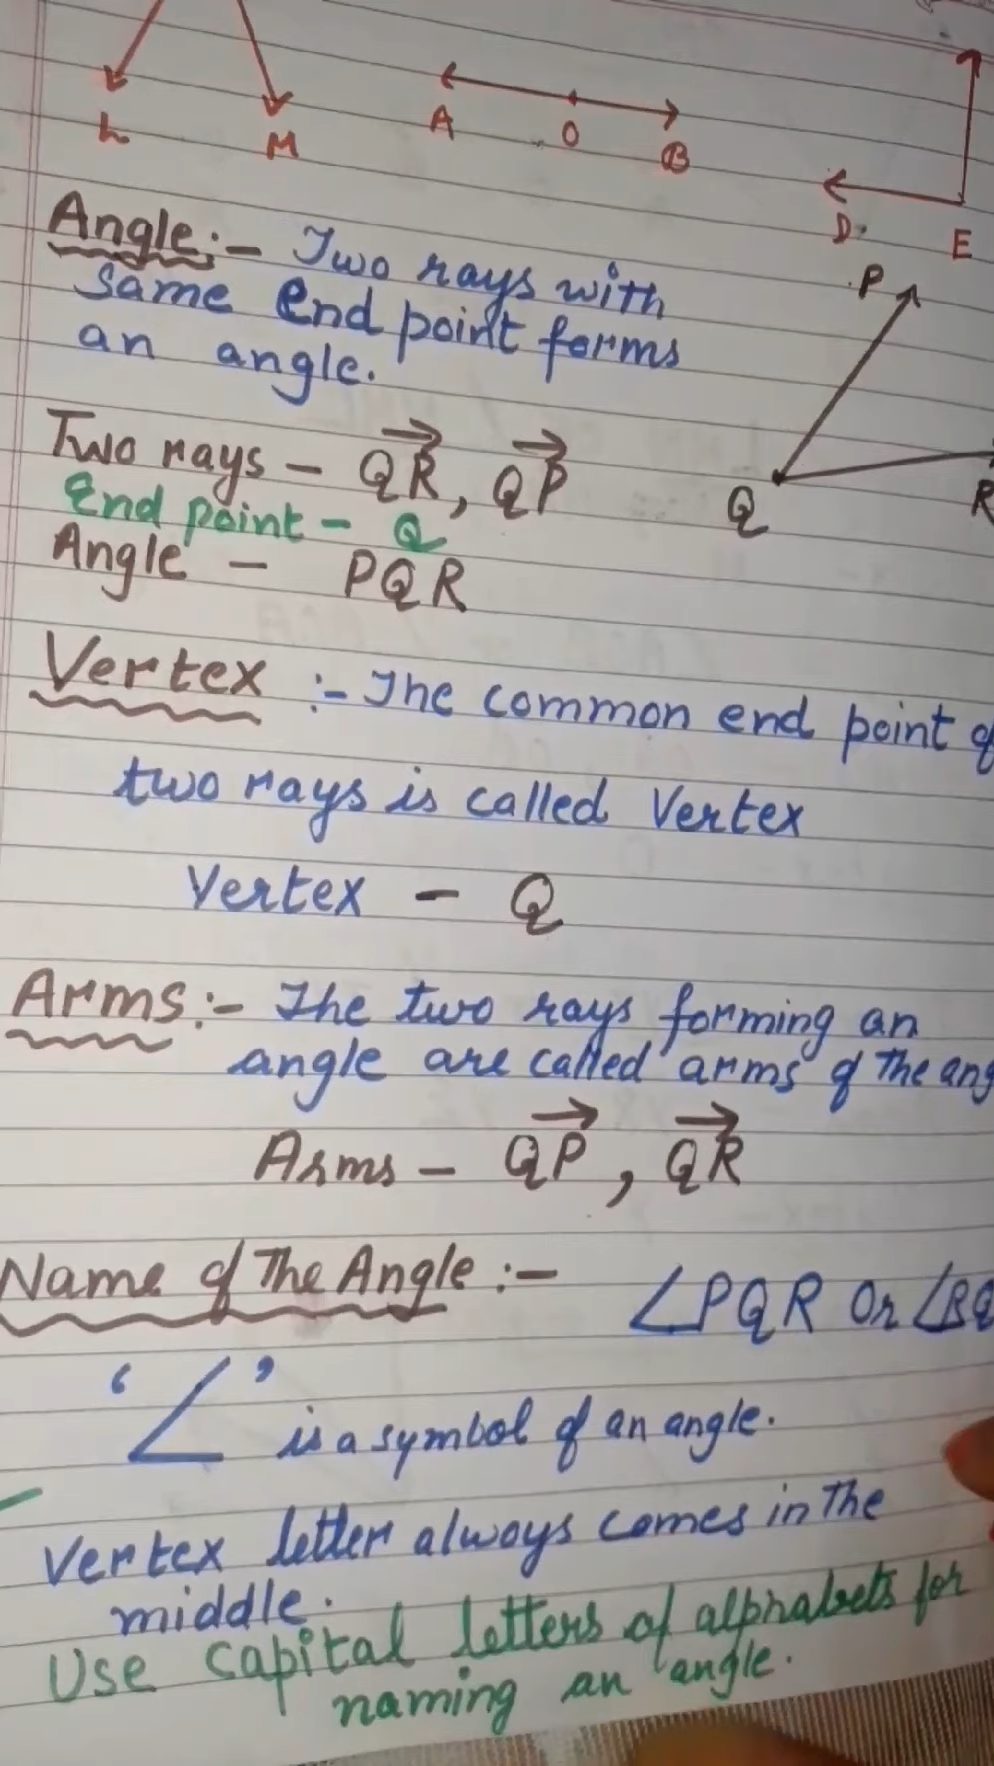 L M A O B
D E
Angle:- Two rays with
same end point forms
an angle.
P
Q R
Two rays - QR, QP
End point - Q
Angle - PQR
Vertex :- The common end point of
two rays is called Vertex
Vertex - Q
Arms:- The two rays forming an
angle are called arms of The ang
Arms - QP, QR
Name of The Angle :- ∠PQR Or ∠RQ
‘∠’ is a symbol of an angle.
Vertex letter always comes in The
middle.
Use capital letters of alphabets for
naming an angle.